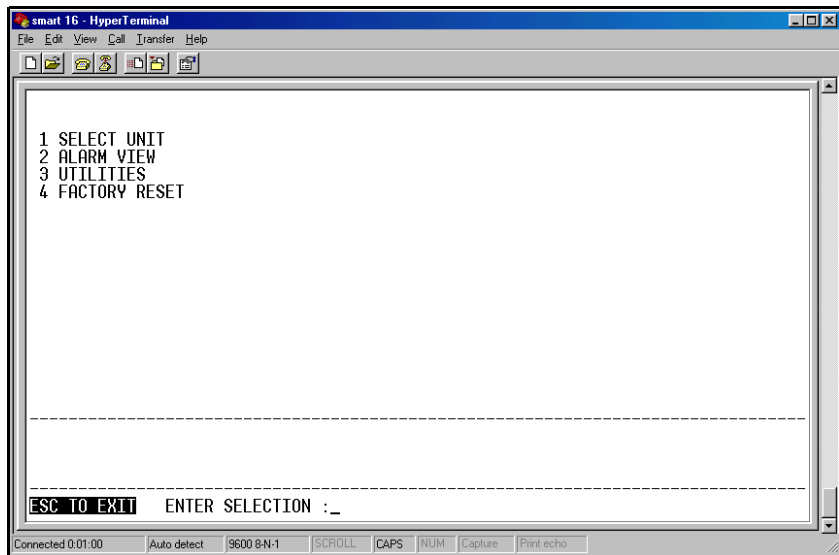 smart 16 - HyperTerminal
File Edit View Call Transfer Help
1 SELECT UNIT
2 ALARM VIEW
3 UTILITIES
4 FACTORY RESET
ESC TO EXIT ENTER SELECTION :_
Connected 0:01:00 Auto detect 9600 8-N-1 SCROLL CAPS NUM Capture Print echo